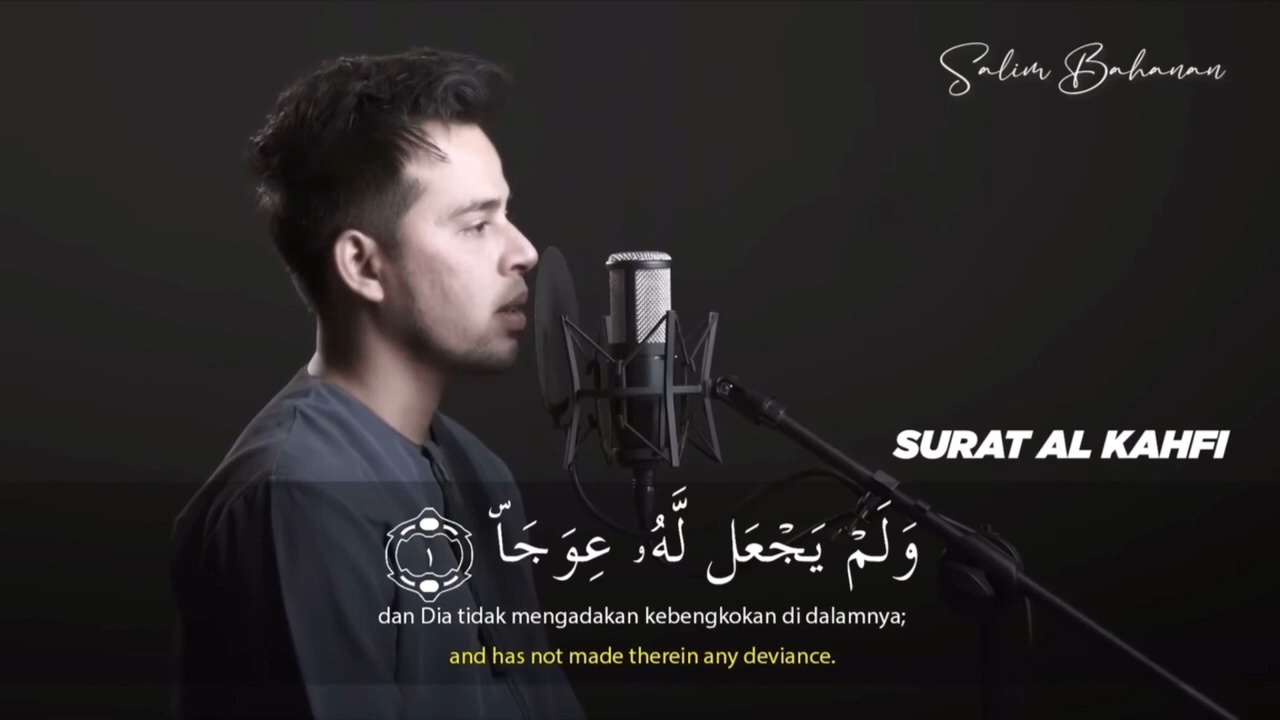 Salim Bahanan
SURAT AL KAHFI
وَلَمْ يَجْعَل لَّهُۥ عِوَجَاۜ ١
dan Dia tidak mengadakan kebengkokan di dalamnya;
and has not made therein any deviance.